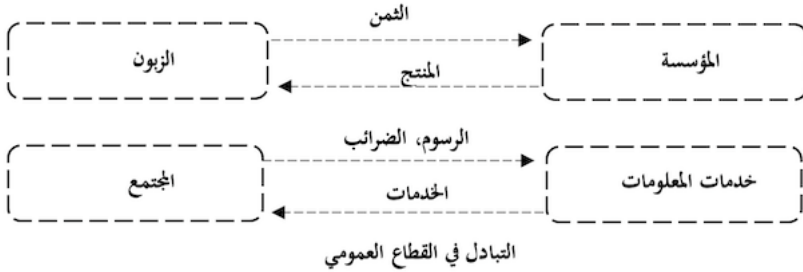 الثمن
الزبون
المؤسسة
المنتج
الرسوم، الضرائب
المجتمع
خدمات المعلومات
الخدمات
التبادل في القطاع العمومي